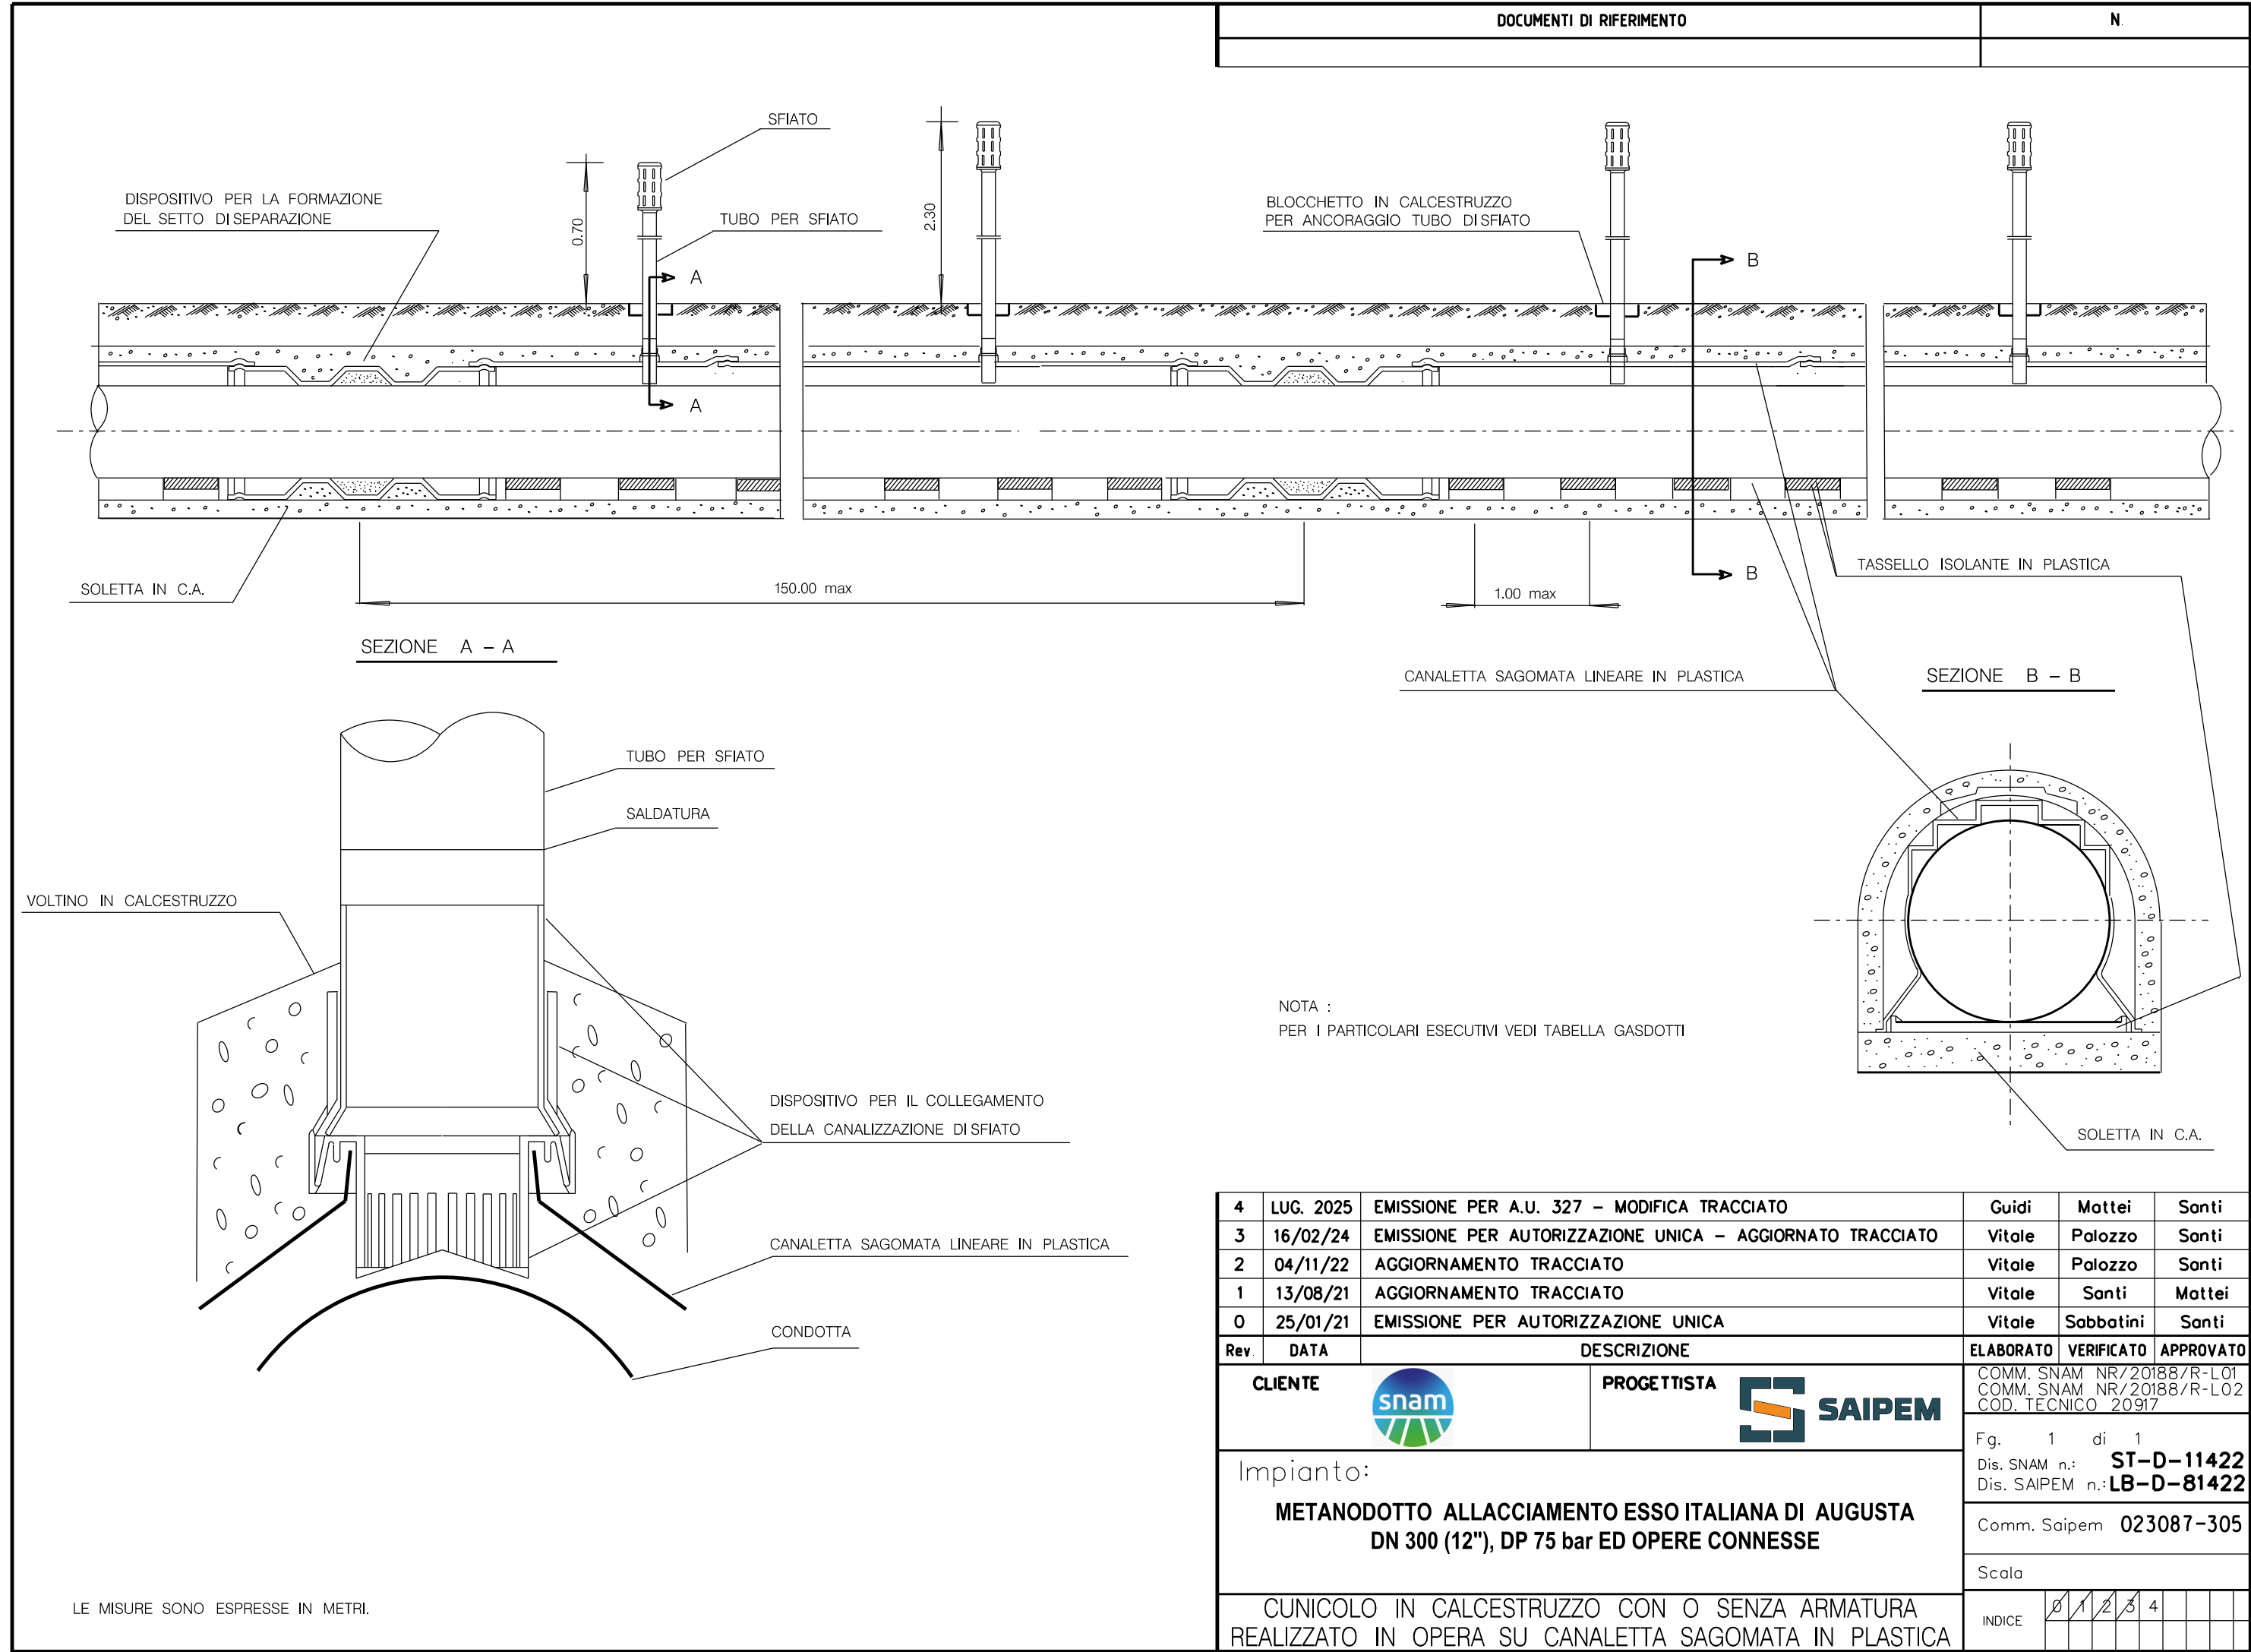 DOCUMENTI DI RIFERIMENTO
N.
SFIATO
DISPOSITIVO PER LA FORMAZIONE
DEL SETTO DI SEPARAZIONE
0.70
TUBO PER SFIATO
2.30
BLOCCHETTO IN CALCESTRUZZO
PER ANCORAGGIO TUBO DI SFIATO
A
B
A
SOLETTA IN C.A.
150.00 max
1.00 max
B
TASSELLO ISOLANTE IN PLASTICA
SEZIONE A – A
CANALETTA SAGOMATA LINEARE IN PLASTICA
SEZIONE B – B
TUBO PER SFIATO
SALDATURA
VOLTINO IN CALCESTRUZZO
NOTA :
PER I PARTICOLARI ESECUTIVI VEDI TABELLA GASDOTTI
DISPOSITIVO PER IL COLLEGAMENTO
DELLA CANALIZZAZIONE DI SFIATO
SOLETTA IN C.A.
CANALETTA SAGOMATA LINEARE IN PLASTICA
CONDOTTA
4 LUG. 2025 EMISSIONE PER A.U. 327 – MODIFICA TRACCIATO Guidi Mattei Santi
3 16/02/24 EMISSIONE PER AUTORIZZAZIONE UNICA – AGGIORNATO TRACCIATO Vitale Palozzo Santi
2 04/11/22 AGGIORNAMENTO TRACCIATO Vitale Palozzo Santi
1 13/08/21 AGGIORNAMENTO TRACCIATO Vitale Santi Mattei
0 25/01/21 EMISSIONE PER AUTORIZZAZIONE UNICA Vitale Sabbatini Santi
Rev. DATA DESCRIZIONE ELABORATO VERIFICATO APPROVATO
CLIENTE
snam
PROGETTISTA
SAIPEM
COMM. SNAM NR/20188/R-L01
COMM. SNAM NR/20188/R-L02
COD. TECNICO 20917
Fg. 1 di 1
Dis. SNAM n.: ST-D-11422
Dis. SAIPEM n.: LB-D-81422
Impianto:
METANODOTTO ALLACCIAMENTO ESSO ITALIANA DI AUGUSTA
DN 300 (12"), DP 75 bar ED OPERE CONNESSE
Comm. Saipem 023087-305
Scala
CUNICOLO IN CALCESTRUZZO CON O SENZA ARMATURA
REALIZZATO IN OPERA SU CANALETTA SAGOMATA IN PLASTICA
INDICE 0 1 2 3 4
LE MISURE SONO ESPRESSE IN METRI.